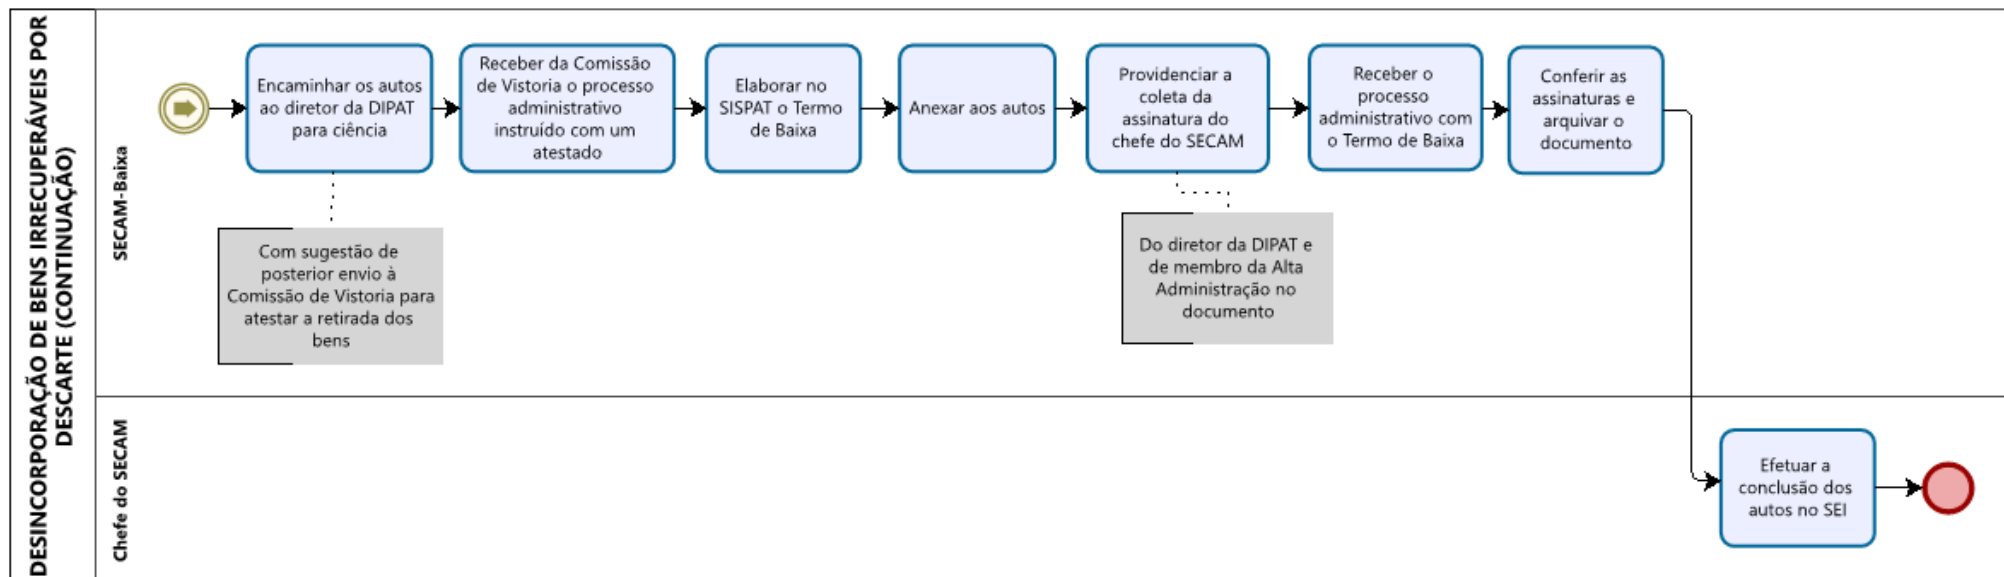 DESINCORPORAÇÃO DE BENS IRRECUPERÁVEIS POR
DESCARTE (CONTINUAÇÃO)
SECAM-Baixa
Encaminhar os autos
ao diretor da DIPAT
para ciência
Receber da Comissão
de Vistoria o processo
administrativo
instruído com um
atestado
Elaborar no
SISPAT o Termo
de Baixa
Anexar aos autos
Providenciar a
coleta da
assinatura do
chefe do SECAM
Receber o
processo
administrativo com
o Termo de Baixa
Conferir as
assinaturas e
arquivar o
documento
Com sugestão de
posterior envio à
Comissão de Vistoria para
atestar a retirada dos
bens
Do diretor da DIPAT e
de membro da Alta
Administração no
documento
Chefe do SECAM
Efetuar a
conclusão dos
autos no SEI